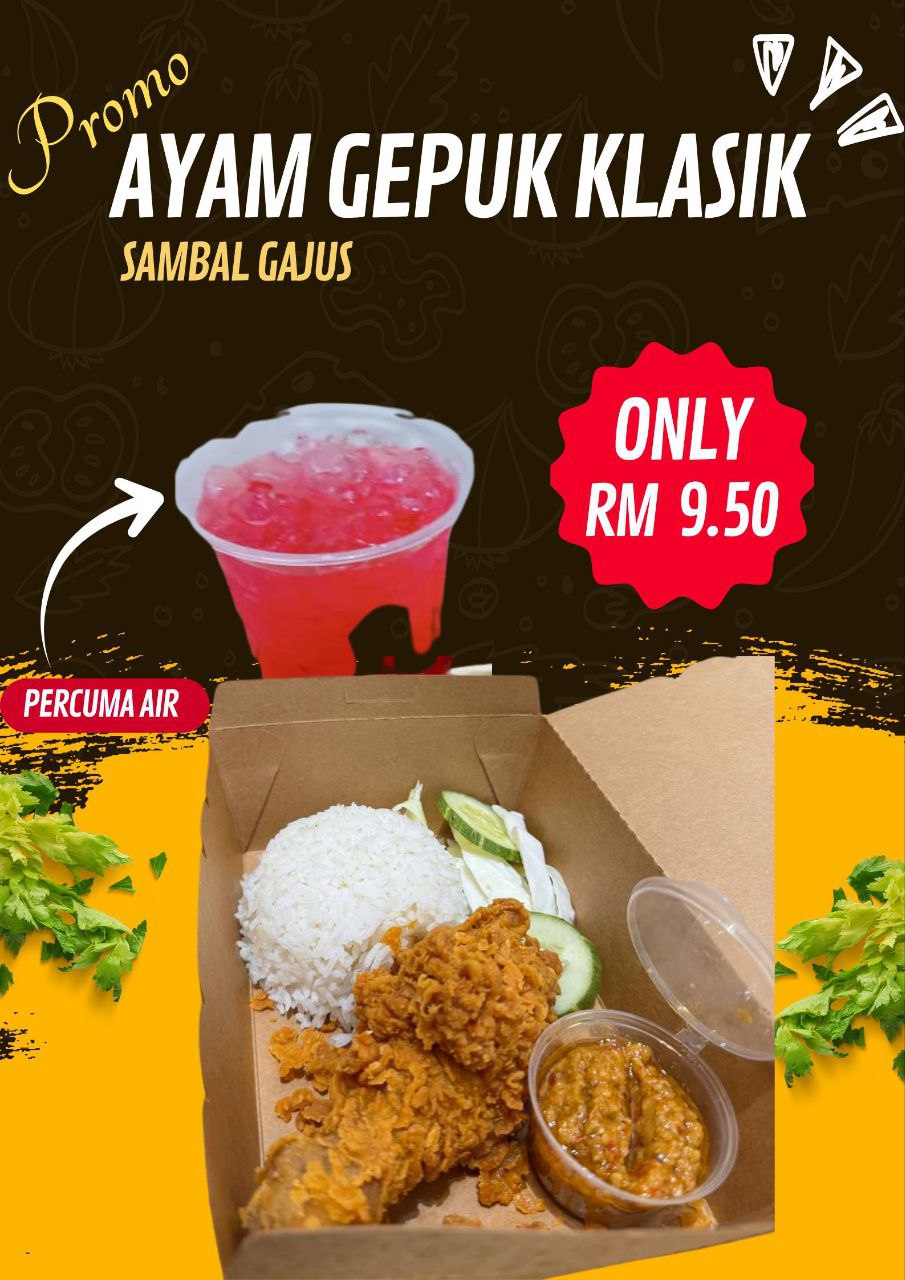 Promo
AYAM GEPUK KLASIK
SAMBAL GAJUS
ONLY
RM 9.50
PERCUMA AIR